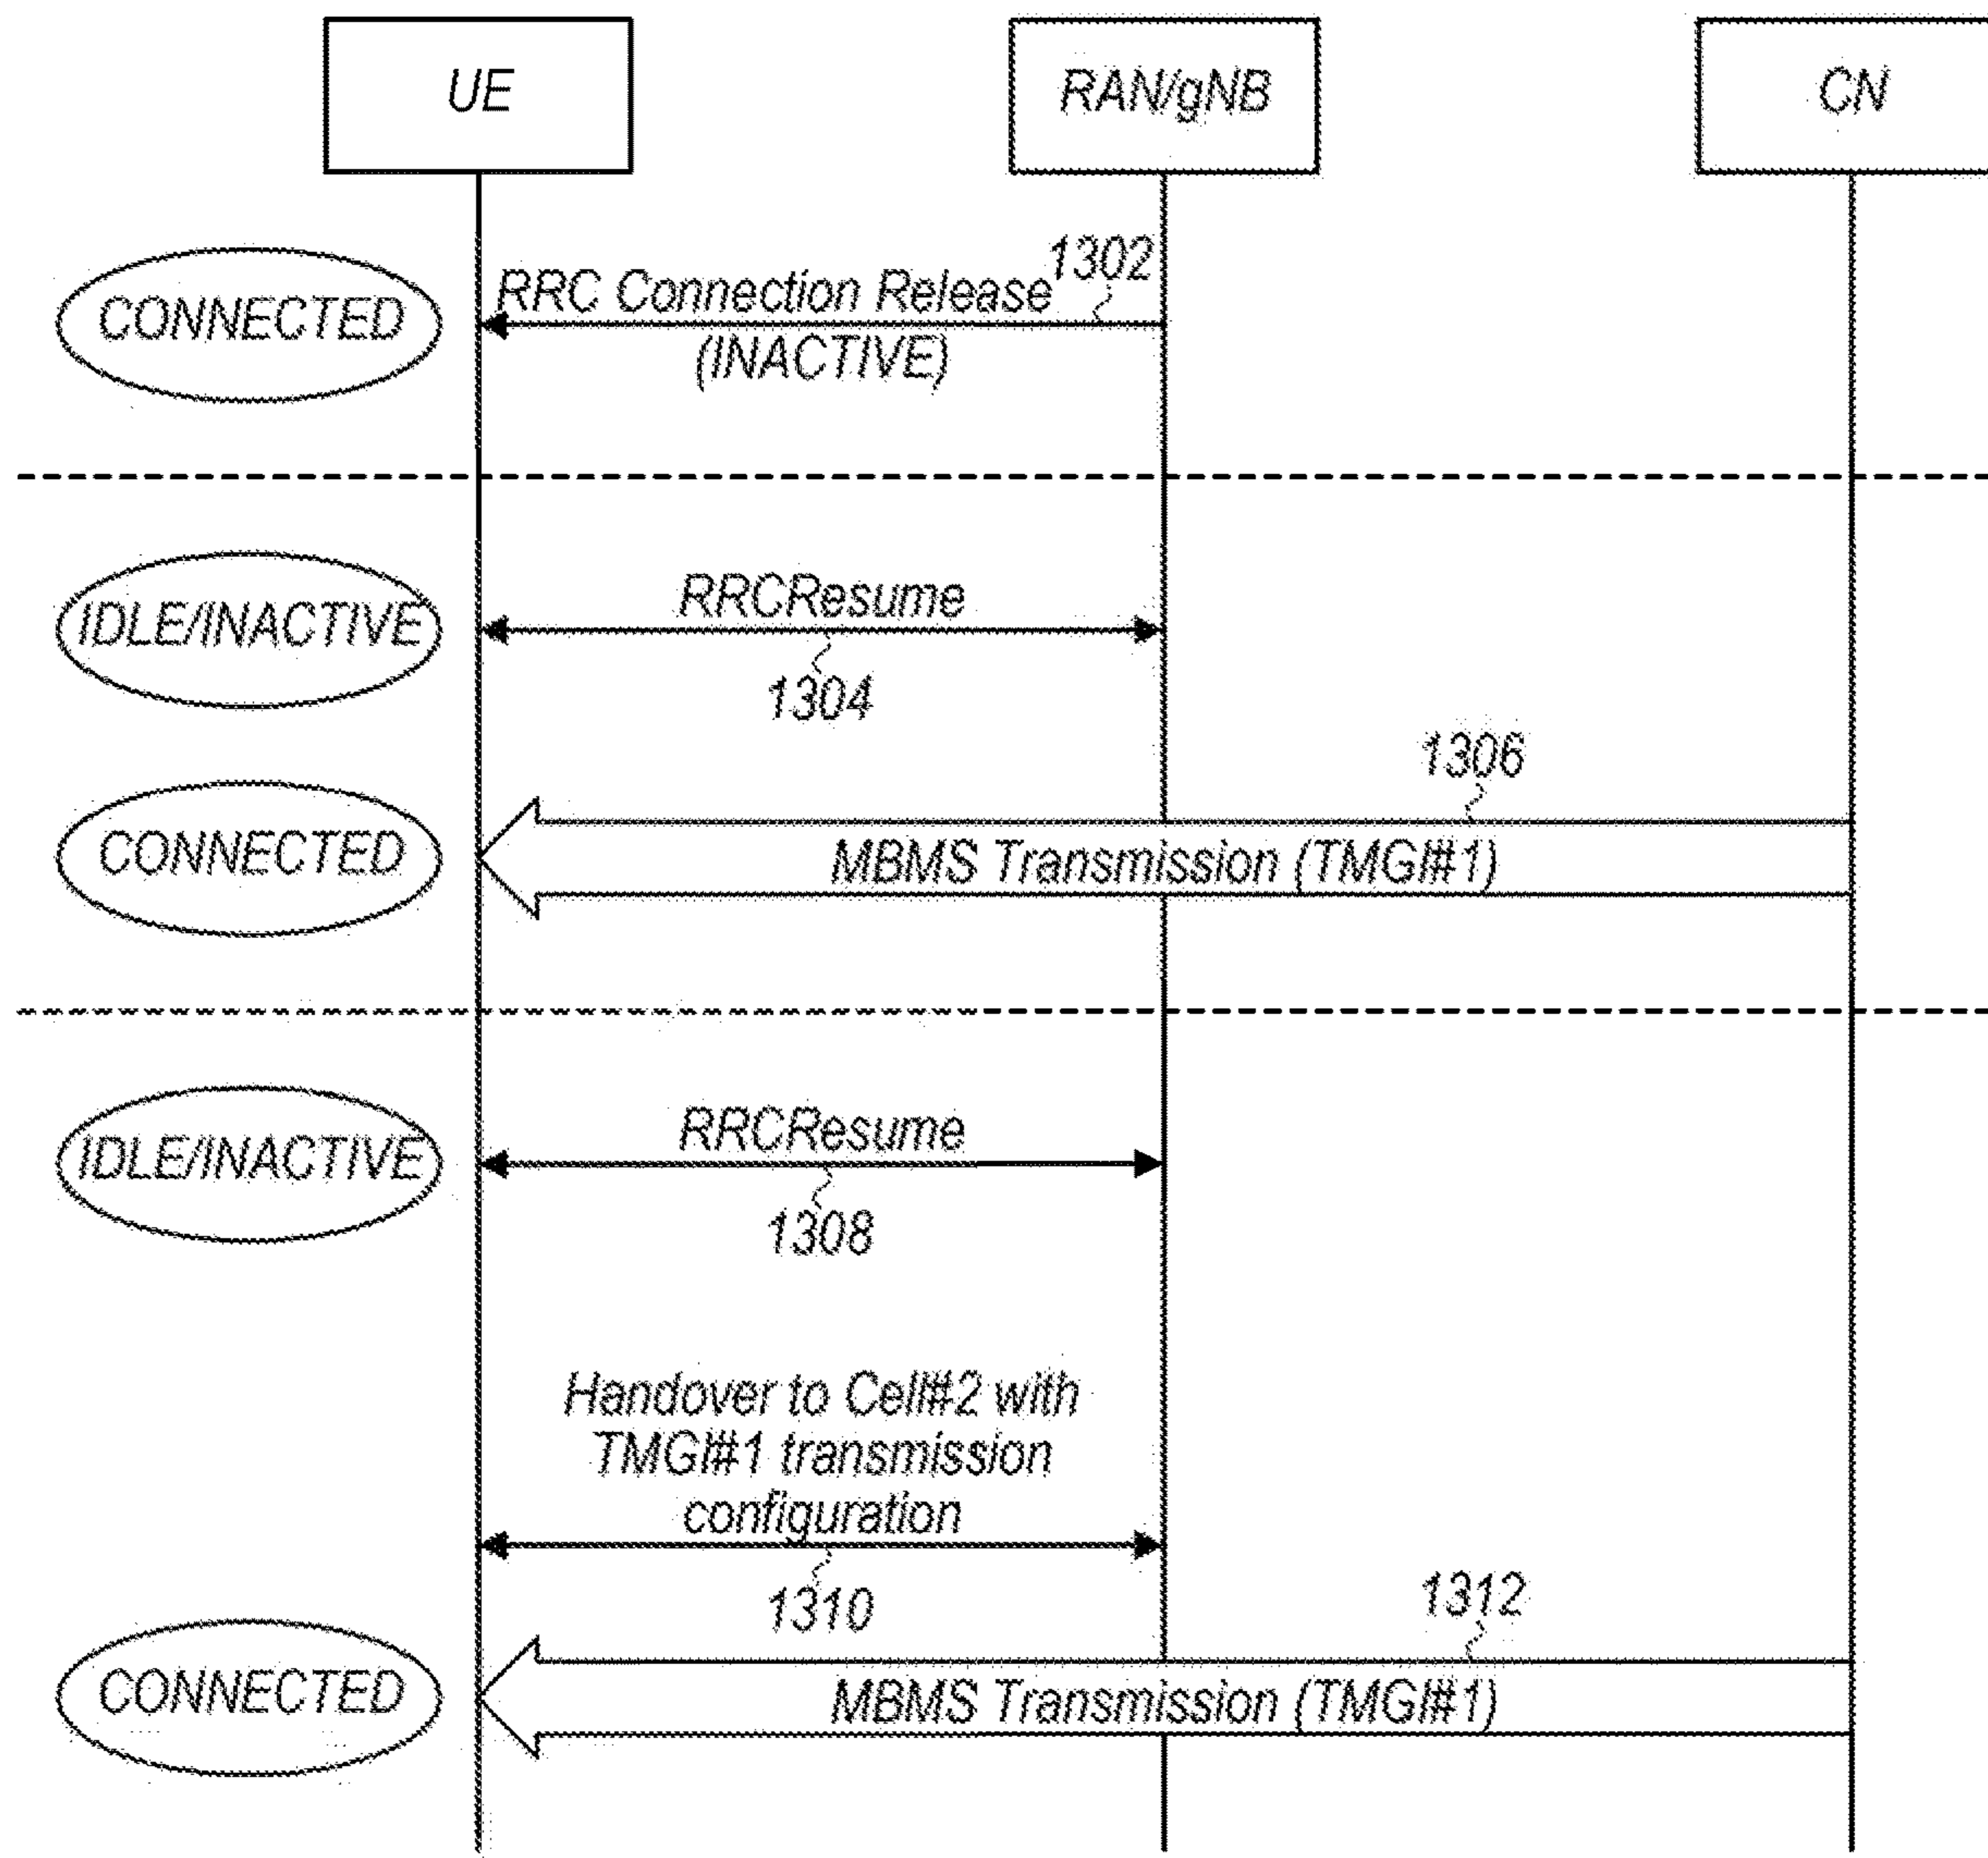 UE
RAN/gNB
CN
1302
CONNECTED
RRC Connection Release
(INACTIVE)
IDLE/INACTIVE
RRCResume
1304
1306
CONNECTED
MBMS Transmission (TMGI#1)
IDLE/INACTIVE
RRCResume
1308
Handover to Cell#2 with
TMGI#1 transmission
configuration
1310
1312
CONNECTED
MBMS Transmission (TMGI#1)